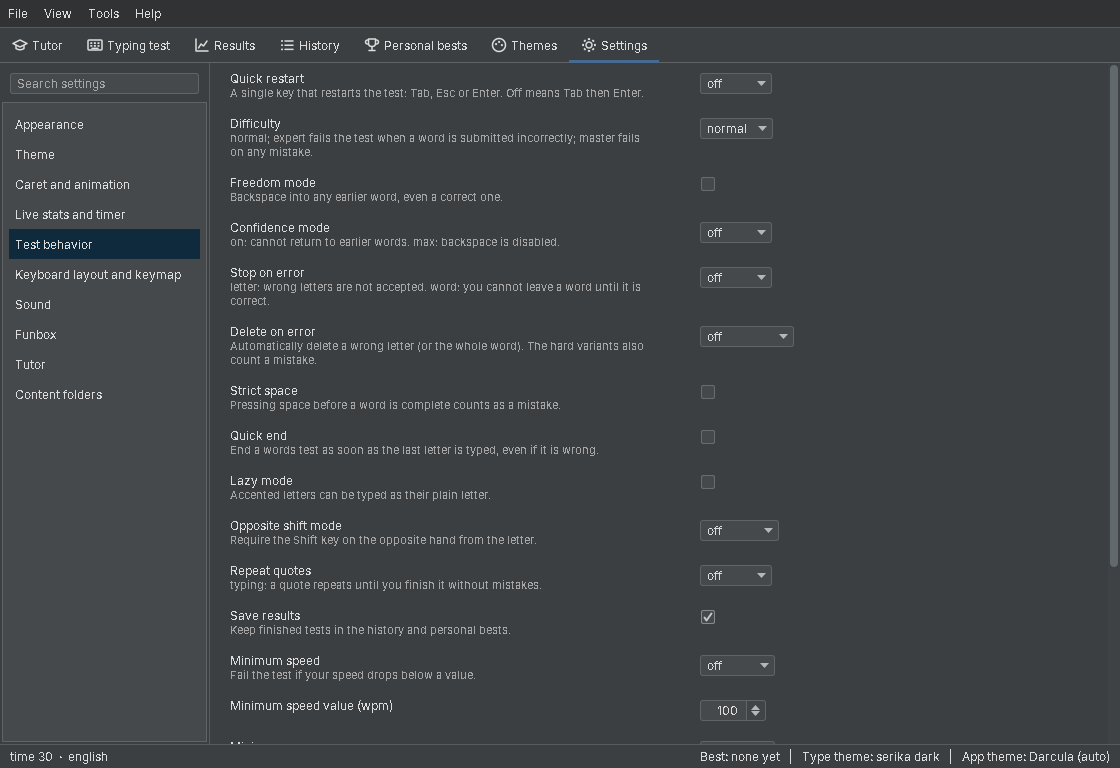 File View Tools Help
Tutor Typing test Results History Personal bests Themes Settings
Search settings
Appearance
Theme
Caret and animation
Live stats and timer
Test behavior
Keyboard layout and keymap
Sound
Funbox
Tutor
Content folders
Quick restart
A single key that restarts the test: Tab, Esc or Enter. Off means Tab then Enter.
off
Difficulty
normal; expert fails the test when a word is submitted incorrectly; master fails
on any mistake.
normal
Freedom mode
Backspace into any earlier word, even a correct one.
Confidence mode
on: cannot return to earlier words. max: backspace is disabled.
off
Stop on error
letter: wrong letters are not accepted. word: you cannot leave a word until it is
correct.
off
Delete on error
Automatically delete a wrong letter (or the whole word). The hard variants also
count a mistake.
off
Strict space
Pressing space before a word is complete counts as a mistake.
Quick end
End a words test as soon as the last letter is typed, even if it is wrong.
Lazy mode
Accented letters can be typed as their plain letter.
Opposite shift mode
Require the Shift key on the opposite hand from the letter.
off
Repeat quotes
typing: a quote repeats until you finish it without mistakes.
off
Save results
Keep finished tests in the history and personal bests.
Minimum speed
Fail the test if your speed drops below a value.
off
Minimum speed value (wpm)
100
time 30 · english
Best: none yet | Type theme: serika dark | App theme: Darcula (auto)